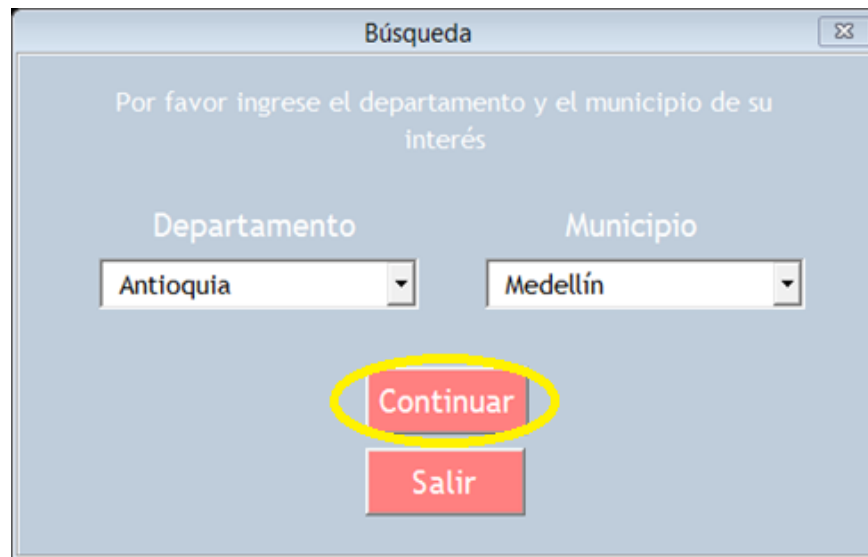 Búsqueda
Por favor ingrese el departamento y el municipio de su
interés
Departamento
Municipio
Antioquia
Medellín
Continuar
Salir